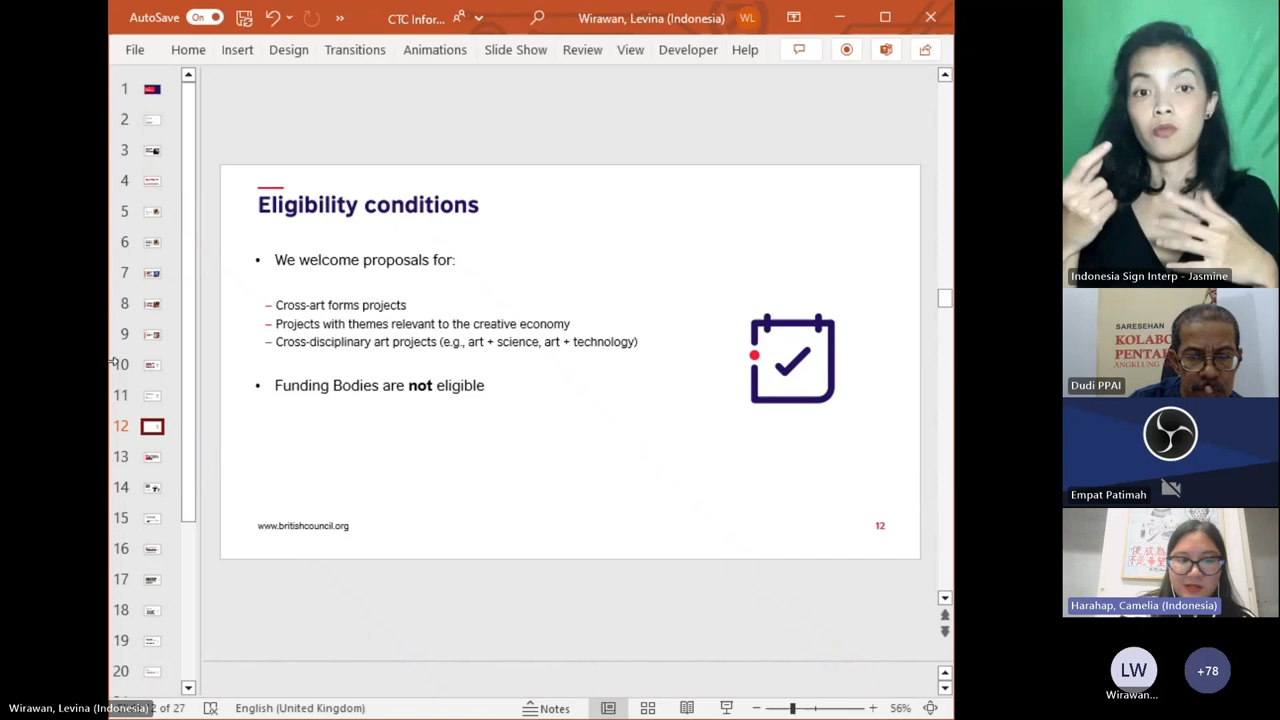 AutoSave
On
CTC Infor...
Wirawan, Levina (Indonesia)
WL
File
Home
Insert
Design
Transitions
Animations
Slide Show
Review
View
Developer
Help
1
2
3
4
5
6
7
8
9
10
11
12
13
14
15
16
17
18
19
20
Eligibility conditions
• We welcome proposals for:
– Cross-art forms projects
– Projects with themes relevant to the creative economy
– Cross-disciplinary art projects (e.g., art + science, art + technology)
• Funding Bodies are not eligible
www.britishcouncil.org
12
Wirawan, Levina (Indonesia)
2 of 27
English (United Kingdom)
Notes
56%
Indonesia Sign Interp - Jasmine
SARESEHAN
KOLABO
PENTA
ANGKLUNG
Dudi PPAI
Empat Patimah
Harahap, Camelia (Indonesia)
LW
Wirawan...
+78